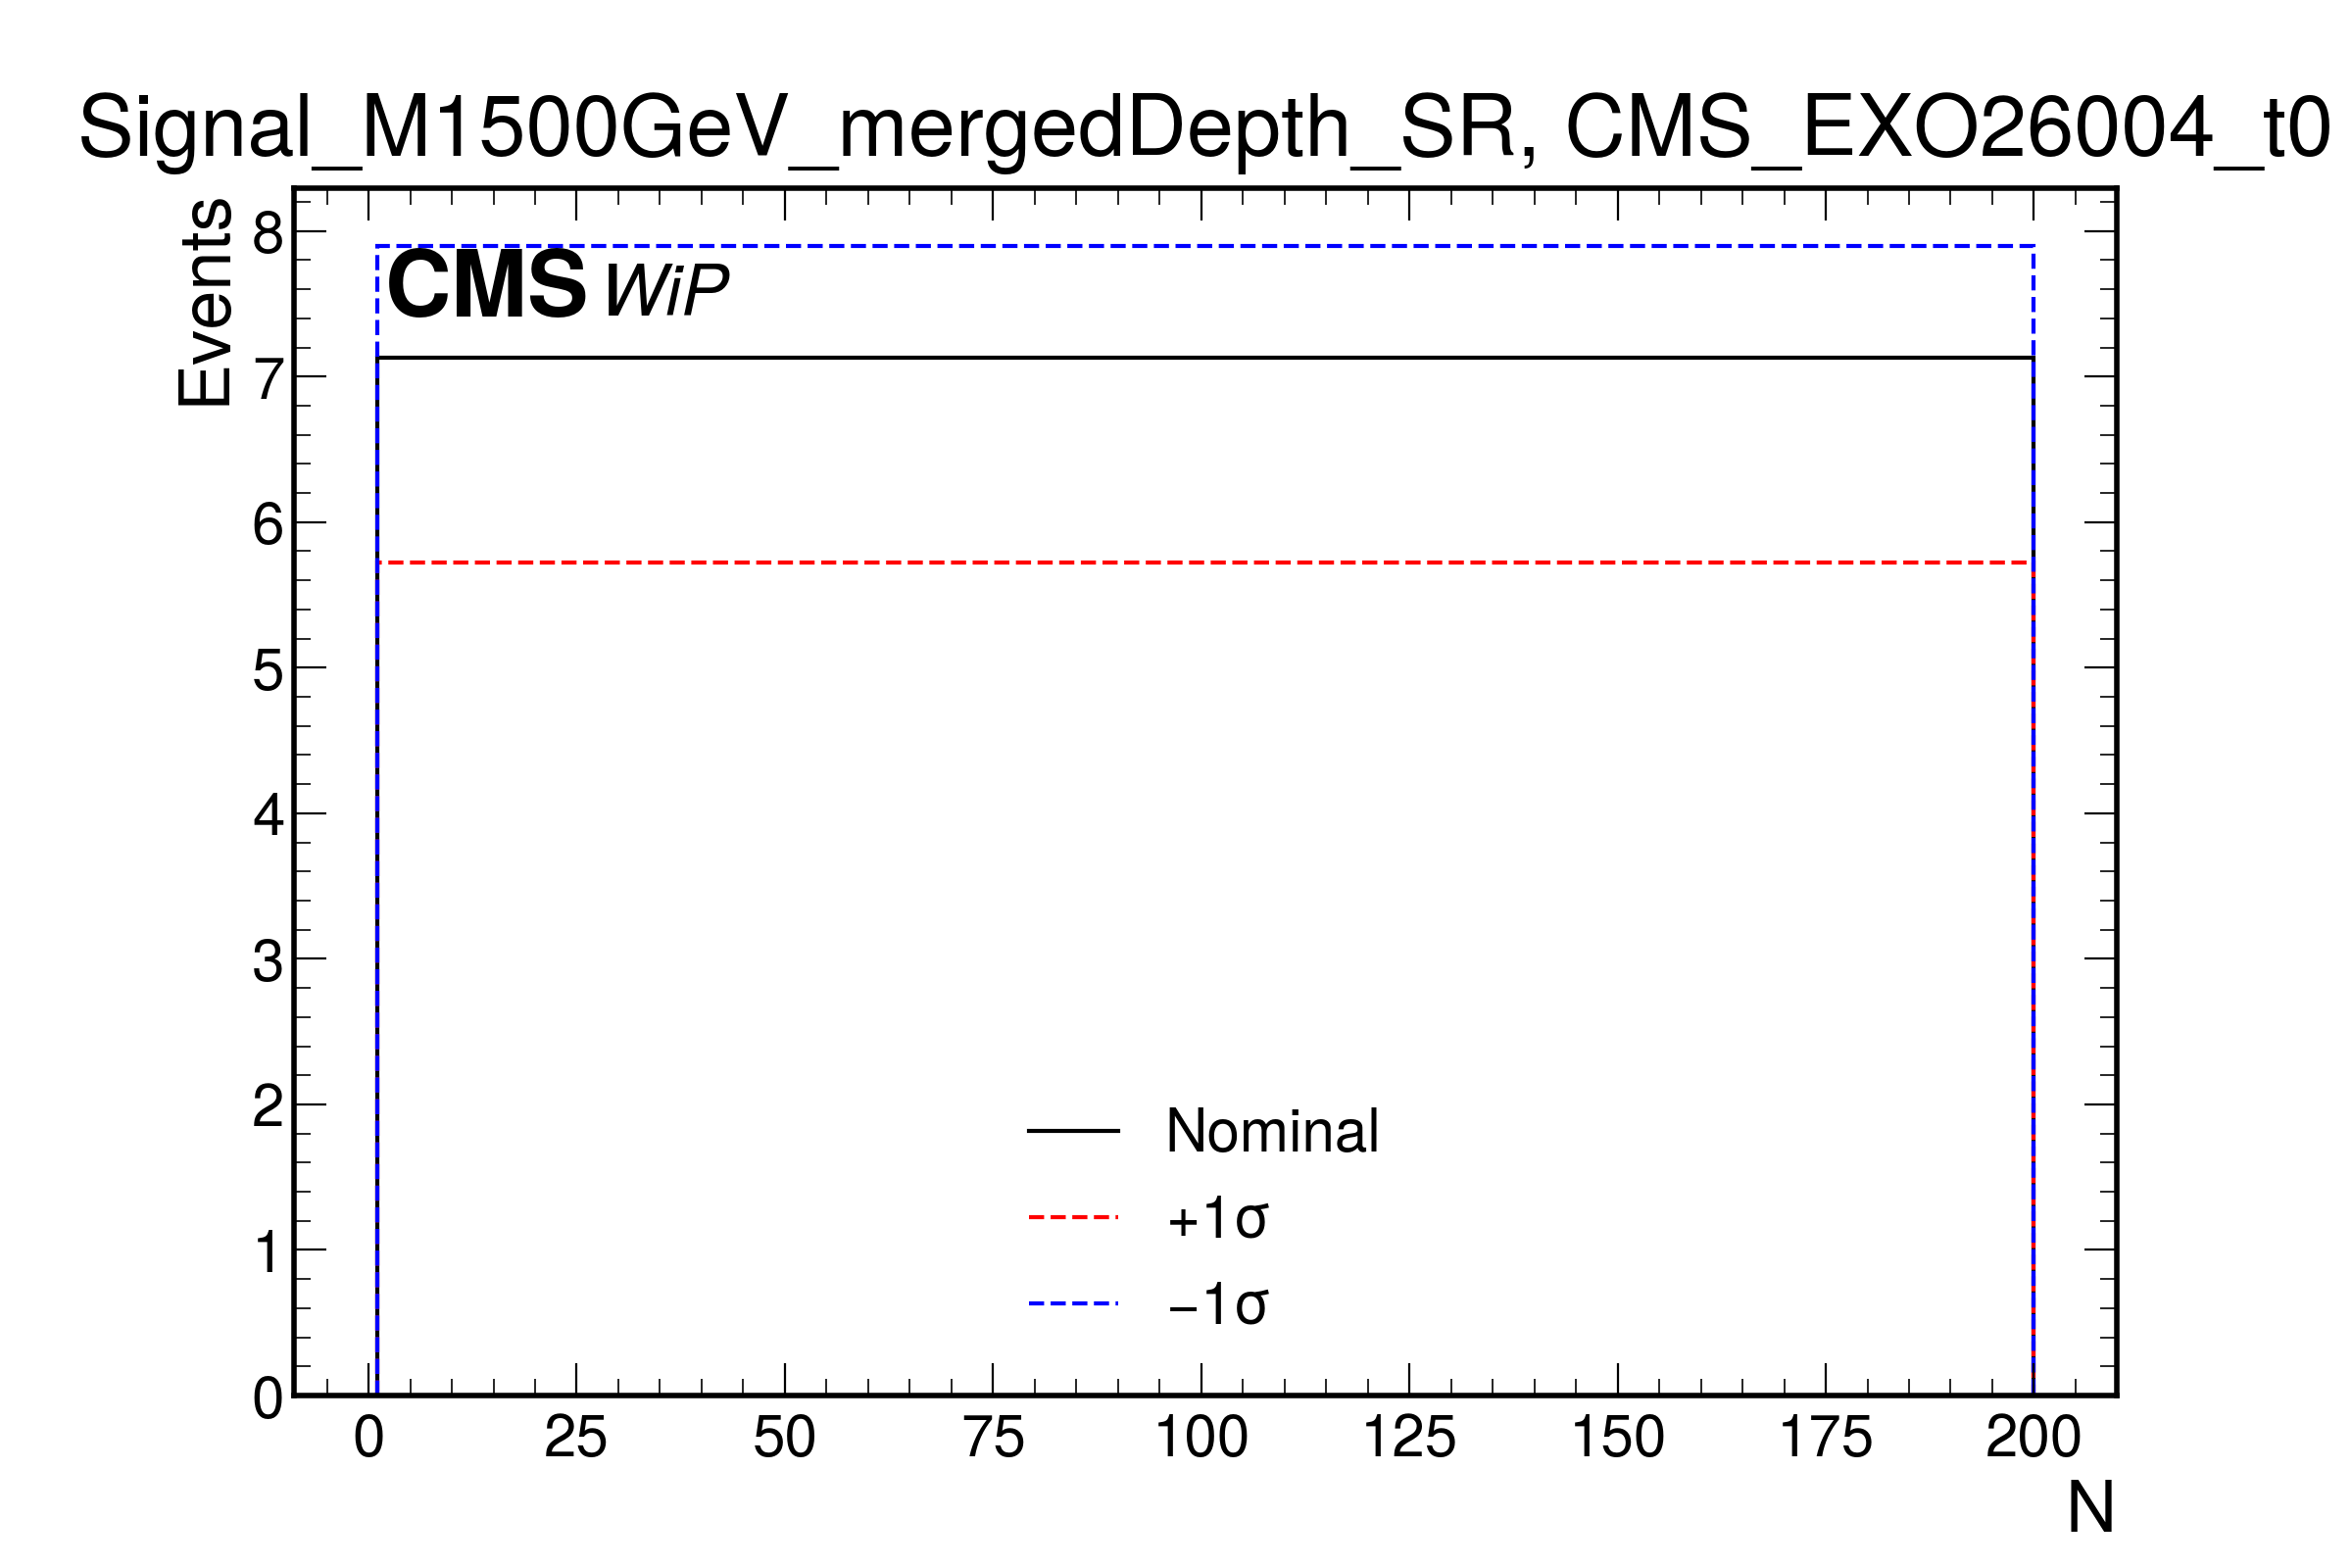 Signal_M1500GeV_mergedDepth_SR, CMS_EXO26004_t0
Events
CMS WiP
8
7
6
5
4
3
2
1
0
Nominal
+1σ
−1σ
0 25 50 75 100 125 150 175 200
N